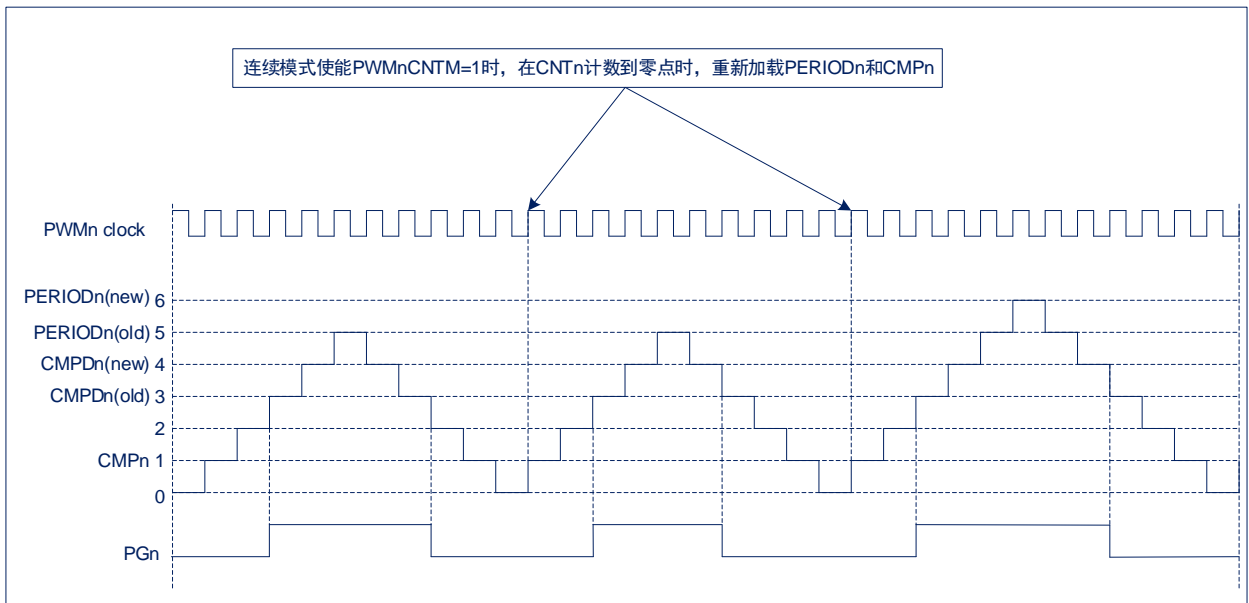 连续模式使能PWMnCNTM=1时，在CNTn计数到零点时，重新加载PERIODn和CMPn
PWMn clock
PERIODn(new) 6
PERIODn(old) 5
CMPDn(new) 4
CMPDn(old) 3
2
CMPn 1
0
PGn